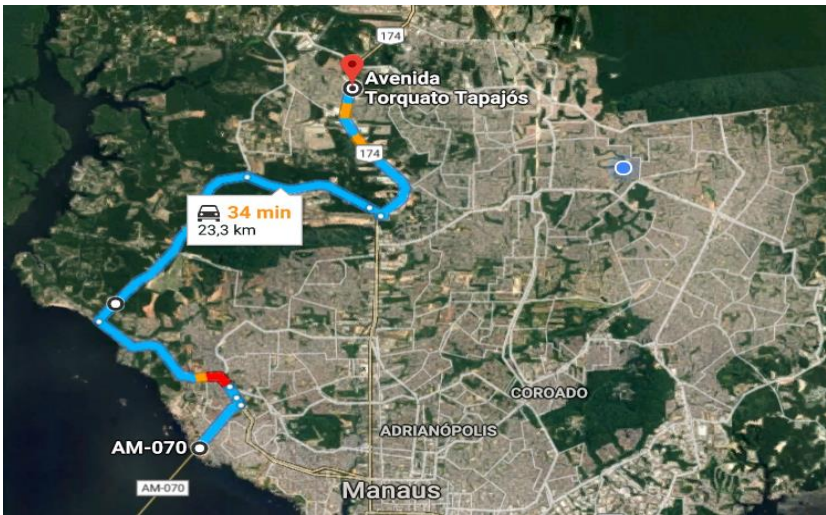 174
Avenida
Torquato Tapajós
174
34 min
23,3 km
COROADO
ADRIANÓPOLIS
AM-070
AM-070
Manaus